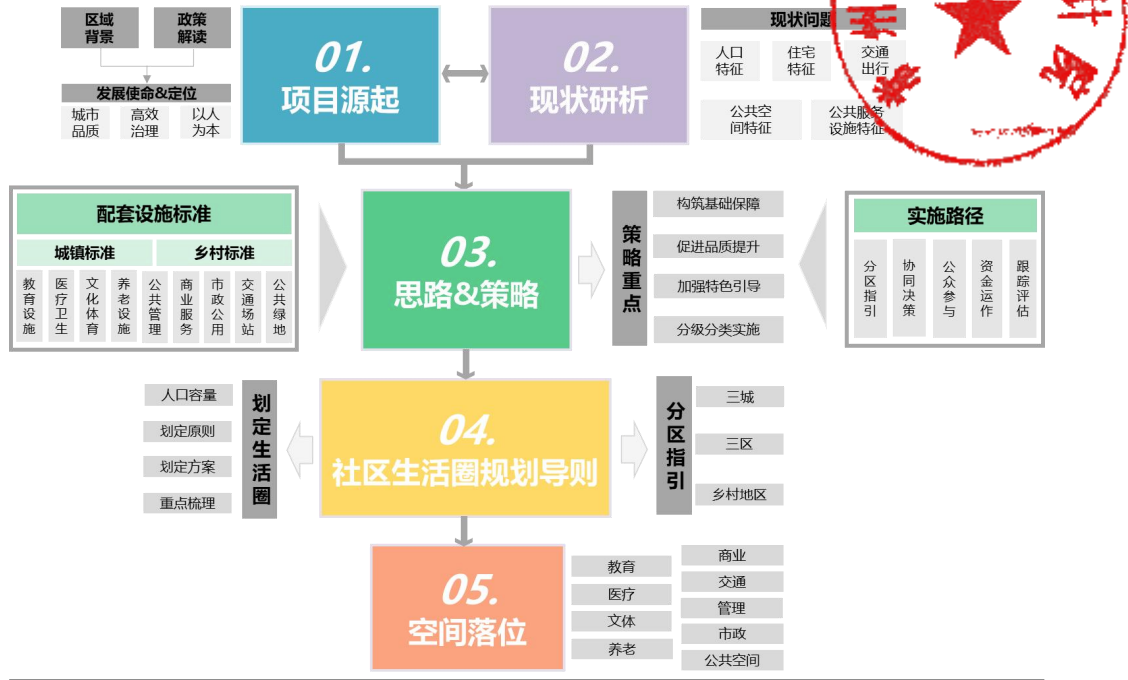 区域
背景
政策
解读
发展使命&定位
城市
品质
高效
治理
以人
为本
01.
项目源起
02.
现状研析
现状问题
人口
特征
住宅
特征
交通
出行
公共空
间特征
公共服务
设施特征
配套设施标准
城镇标准
乡村标准
教育设施
医疗卫生
文化体育
养老设施
公共管理
商业服务
市政公用
交通场站
公共绿地
03.
思路&策略
策略重点
构筑基础保障
促进品质提升
加强特色引导
分级分类实施
实施路径
分区指引
协同决策
公众参与
资金运作
跟踪评估
人口容量
划定原则
划定方案
重点梳理
划定生活圈
04.
社区生活圈规划导则
分区指引
三城
三区
乡村地区
05.
空间落位
教育
医疗
文体
养老
商业
交通
管理
市政
公共空间